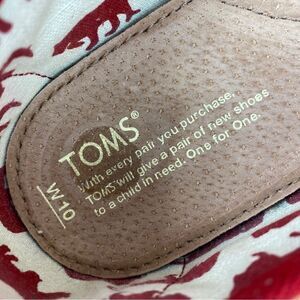 TOMS®
With every pair you purchase,
TOMS will give a pair of new shoes
to a child in need. One for One.
W10